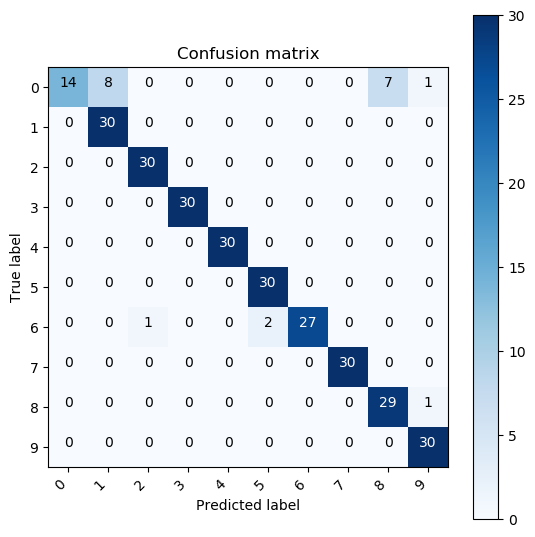 Confusion matrix
30
25
20
15
10
5
0
True label
0 14 8 0 0 0 0 0 0 7 1
1 0 30 0 0 0 0 0 0 0 0
2 0 0 30 0 0 0 0 0 0 0
3 0 0 0 30 0 0 0 0 0 0
4 0 0 0 0 30 0 0 0 0 0
5 0 0 0 0 0 30 0 0 0 0
6 0 0 1 0 0 2 27 0 0 0
7 0 0 0 0 0 0 0 30 0 0
8 0 0 0 0 0 0 0 0 29 1
9 0 0 0 0 0 0 0 0 0 30
0 1 2 3 4 5 6 7 8 9
Predicted label